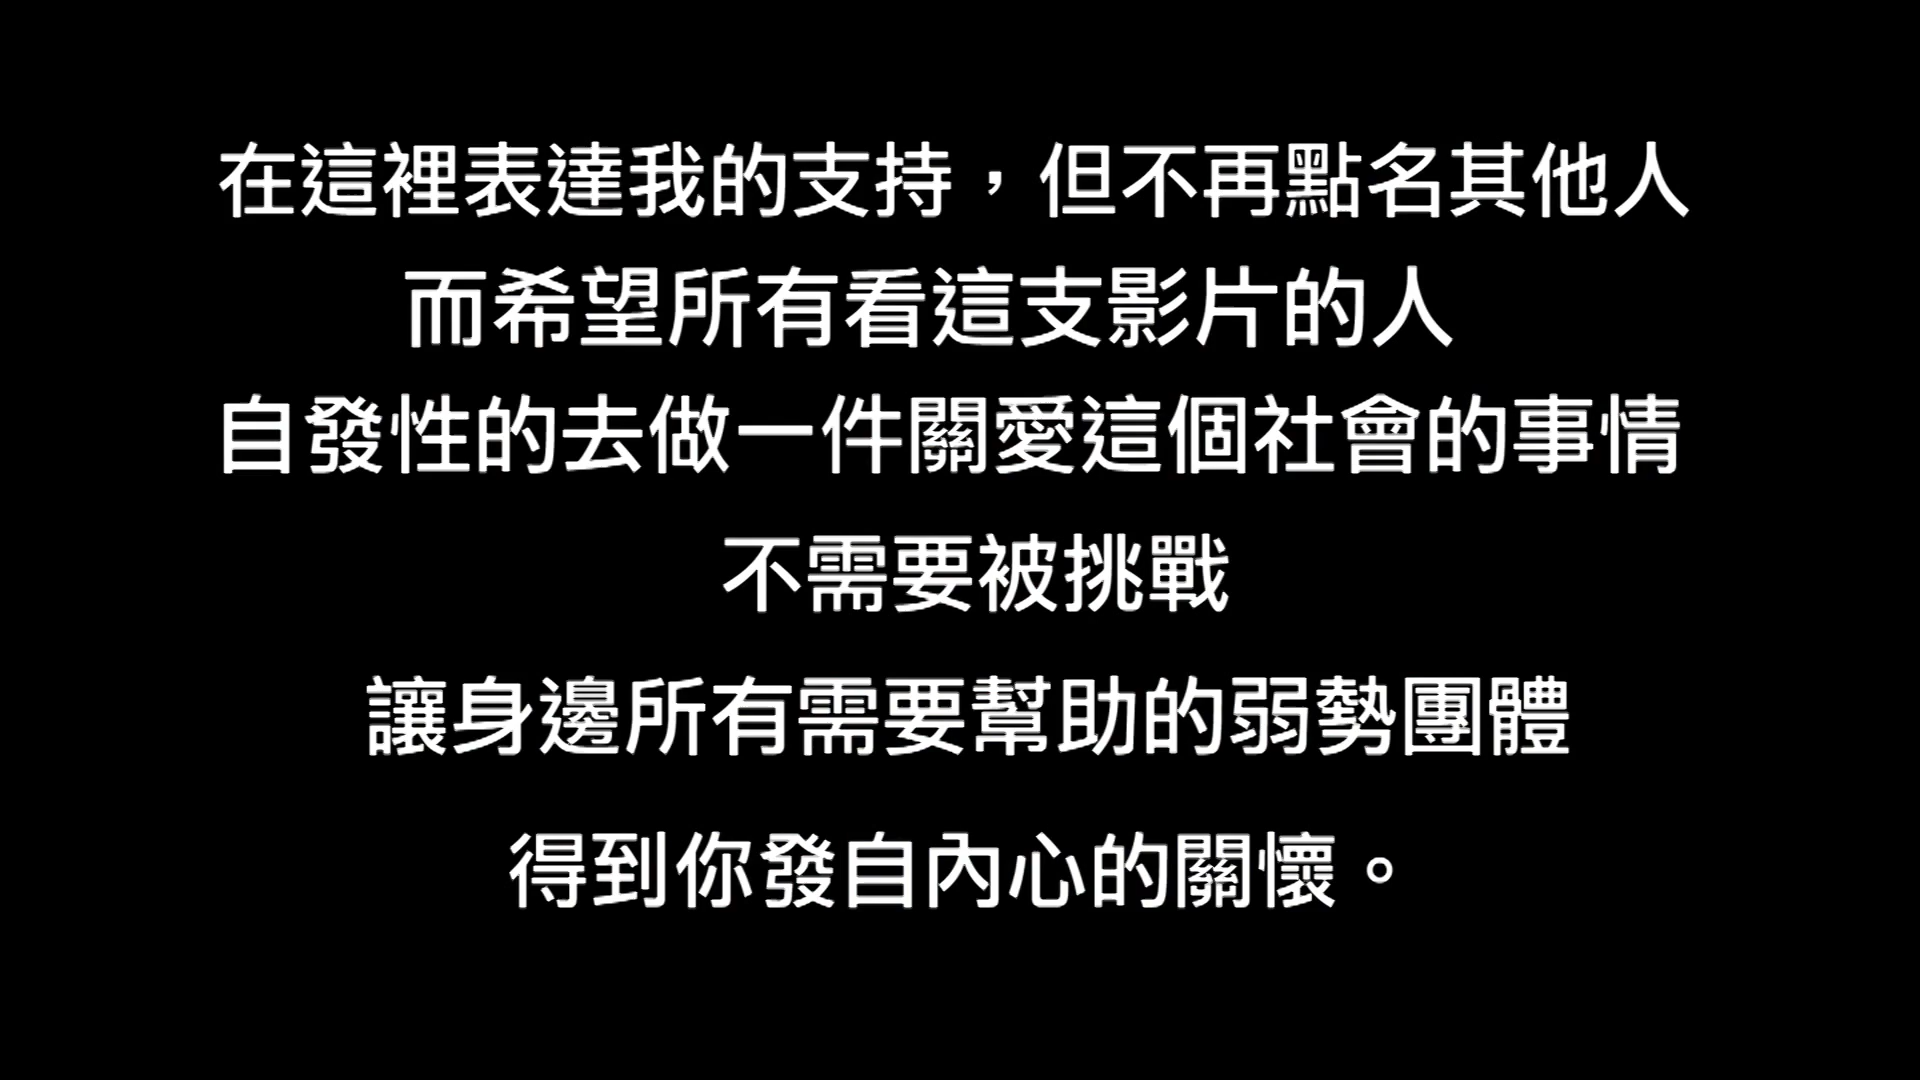 在這裡表達我的支持，但不再點名其他人
而希望所有看這支影片的人
自發性的去做一件關愛這個社會的事情
不需要被挑戰
讓身邊所有需要幫助的弱勢團體
得到你發自內心的關懷。